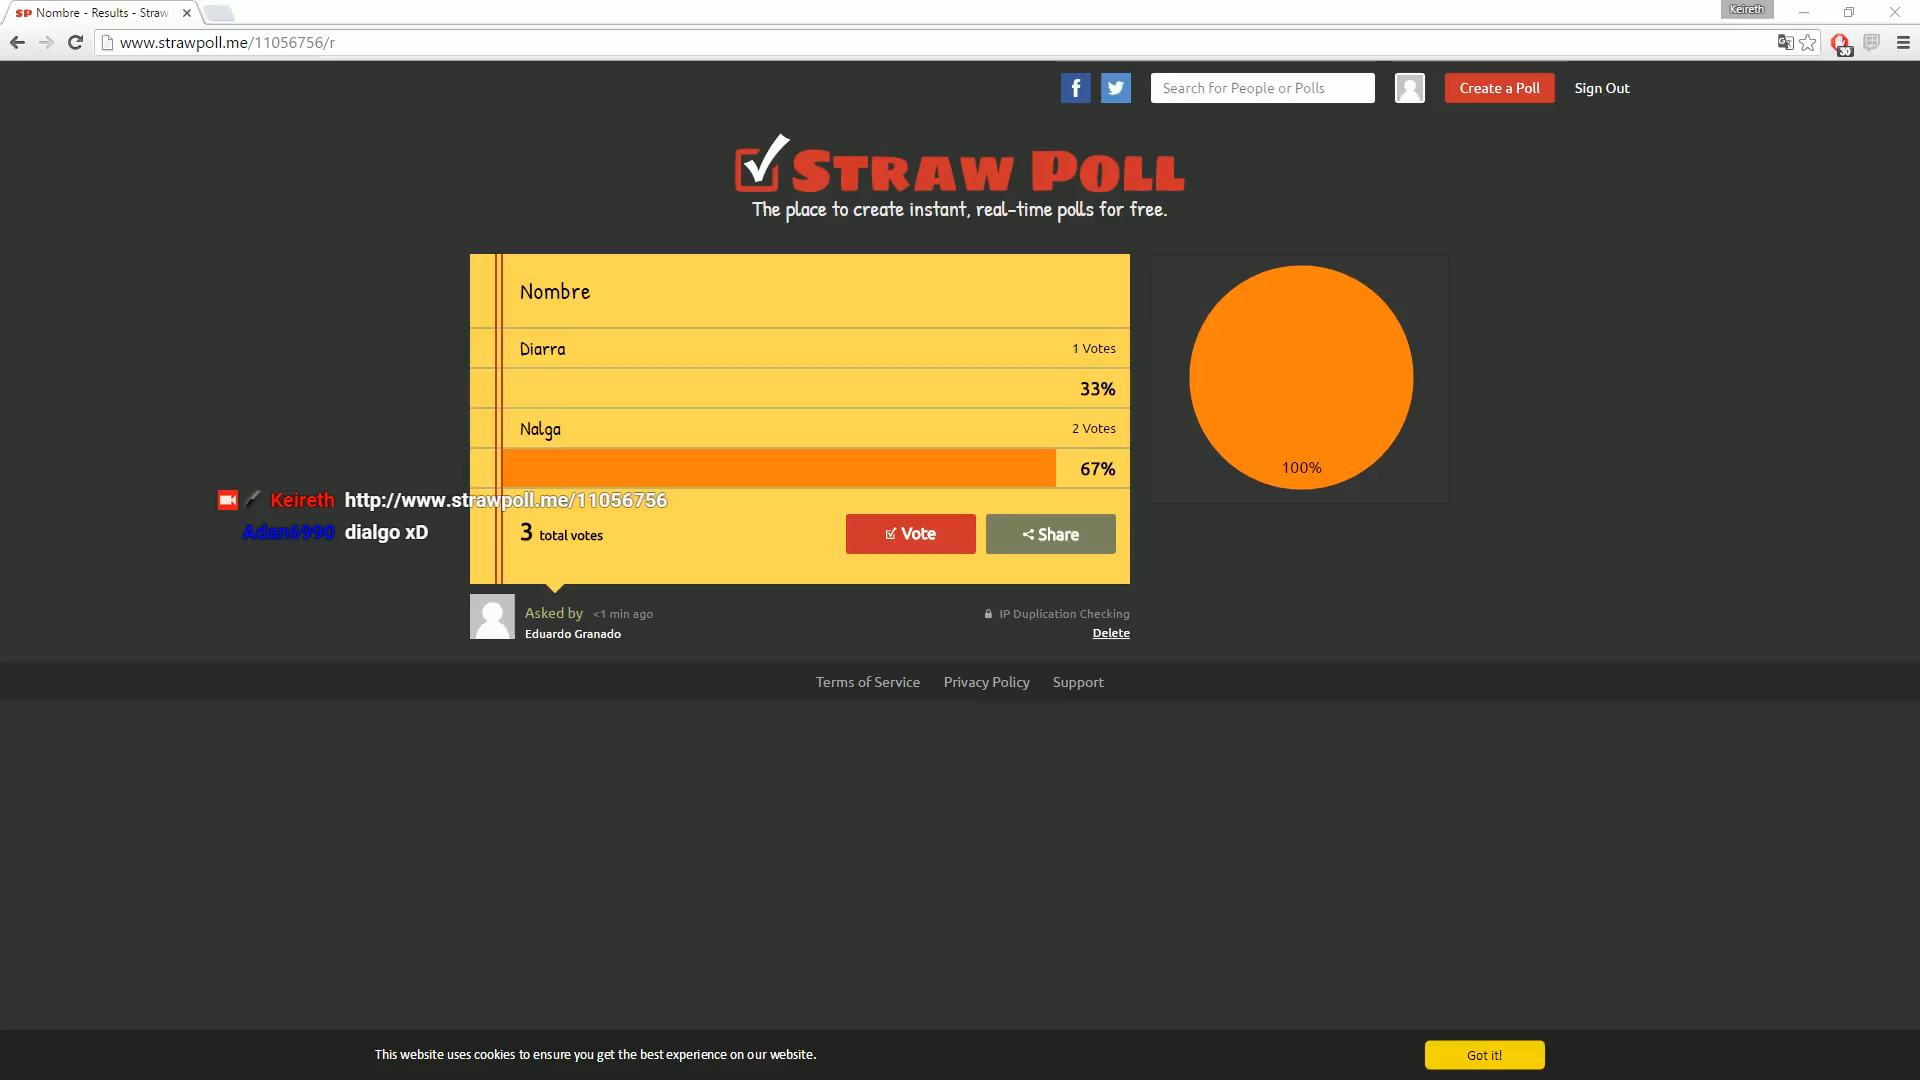 SP Nombre - Results - Straw
Keireth
www.strawpoll.me/11056756/r
30
f Search for People or Polls Create a Poll Sign Out
STRAW POLL
The place to create instant, real-time polls for free.
Nombre
Diarra 1 Votes
33%
Nalga 2 Votes
67%
100%
Keireth http://www.strawpoll.me/11056756
Adan6990 dialgo xD
3 total votes Vote Share
Asked by <1 min ago IP Duplication Checking
Eduardo Granado Delete
Terms of Service Privacy Policy Support
This website uses cookies to ensure you get the best experience on our website. Got it!